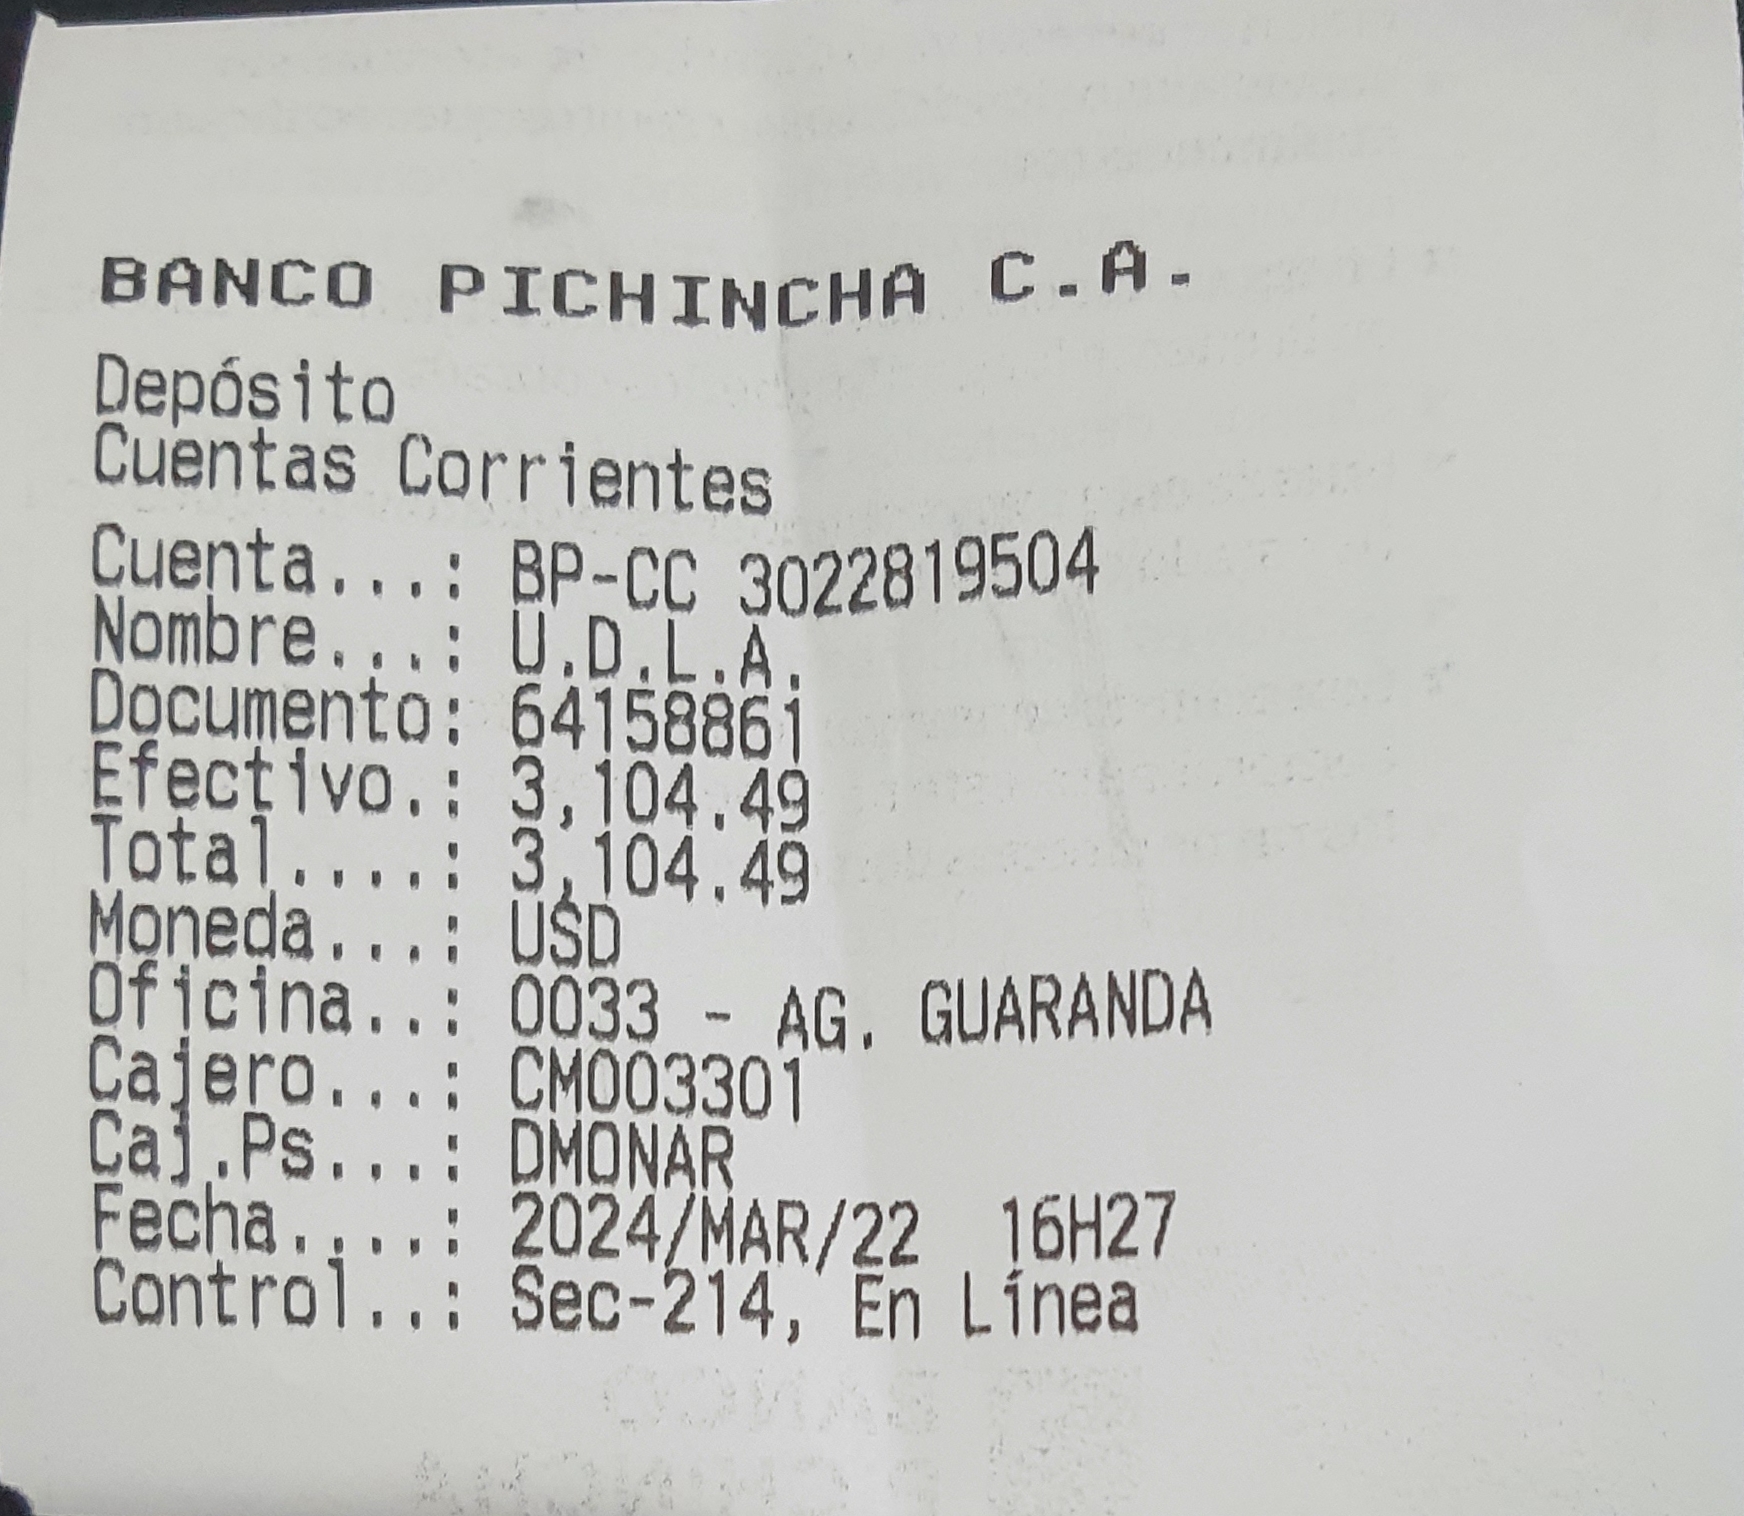 BANCO PICHINCHA C.A.
Depósito
Cuentas Corrientes
Cuenta...: BP-CC 3022819504
Nombre...: U.D.L.A.
Documento: 64158861
Efectivo.: 3,104.49
Total....: 3,104.49
Moneda...: USD
Oficina..: 0033 - AG. GUARANDA
Cajero...: CM003301
Caj.Ps...: DMONAR
Fecha....: 2024/MAR/22 16H27
Control..: Sec-214, En Línea